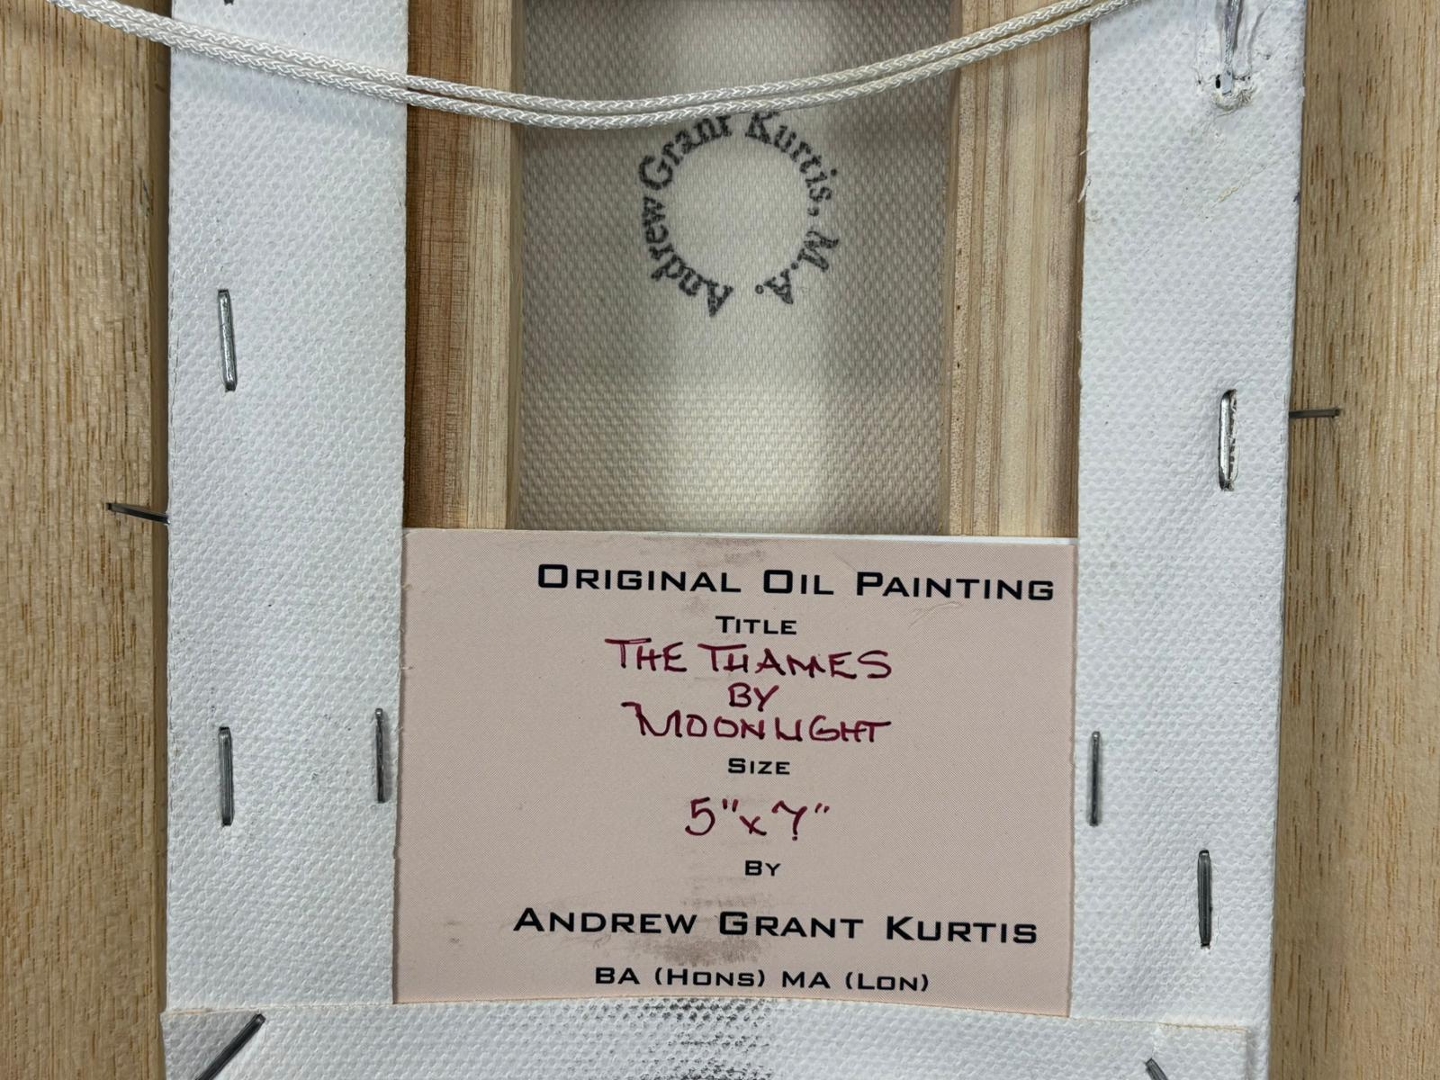 Andrew Grant Kurtis, M.A.
ORIGINAL OIL PAINTING
TITLE
THE THAMES
BY
MOONLIGHT
SIZE
5"x7"
BY
ANDREW GRANT KURTIS
BA (HONS) MA (LON)